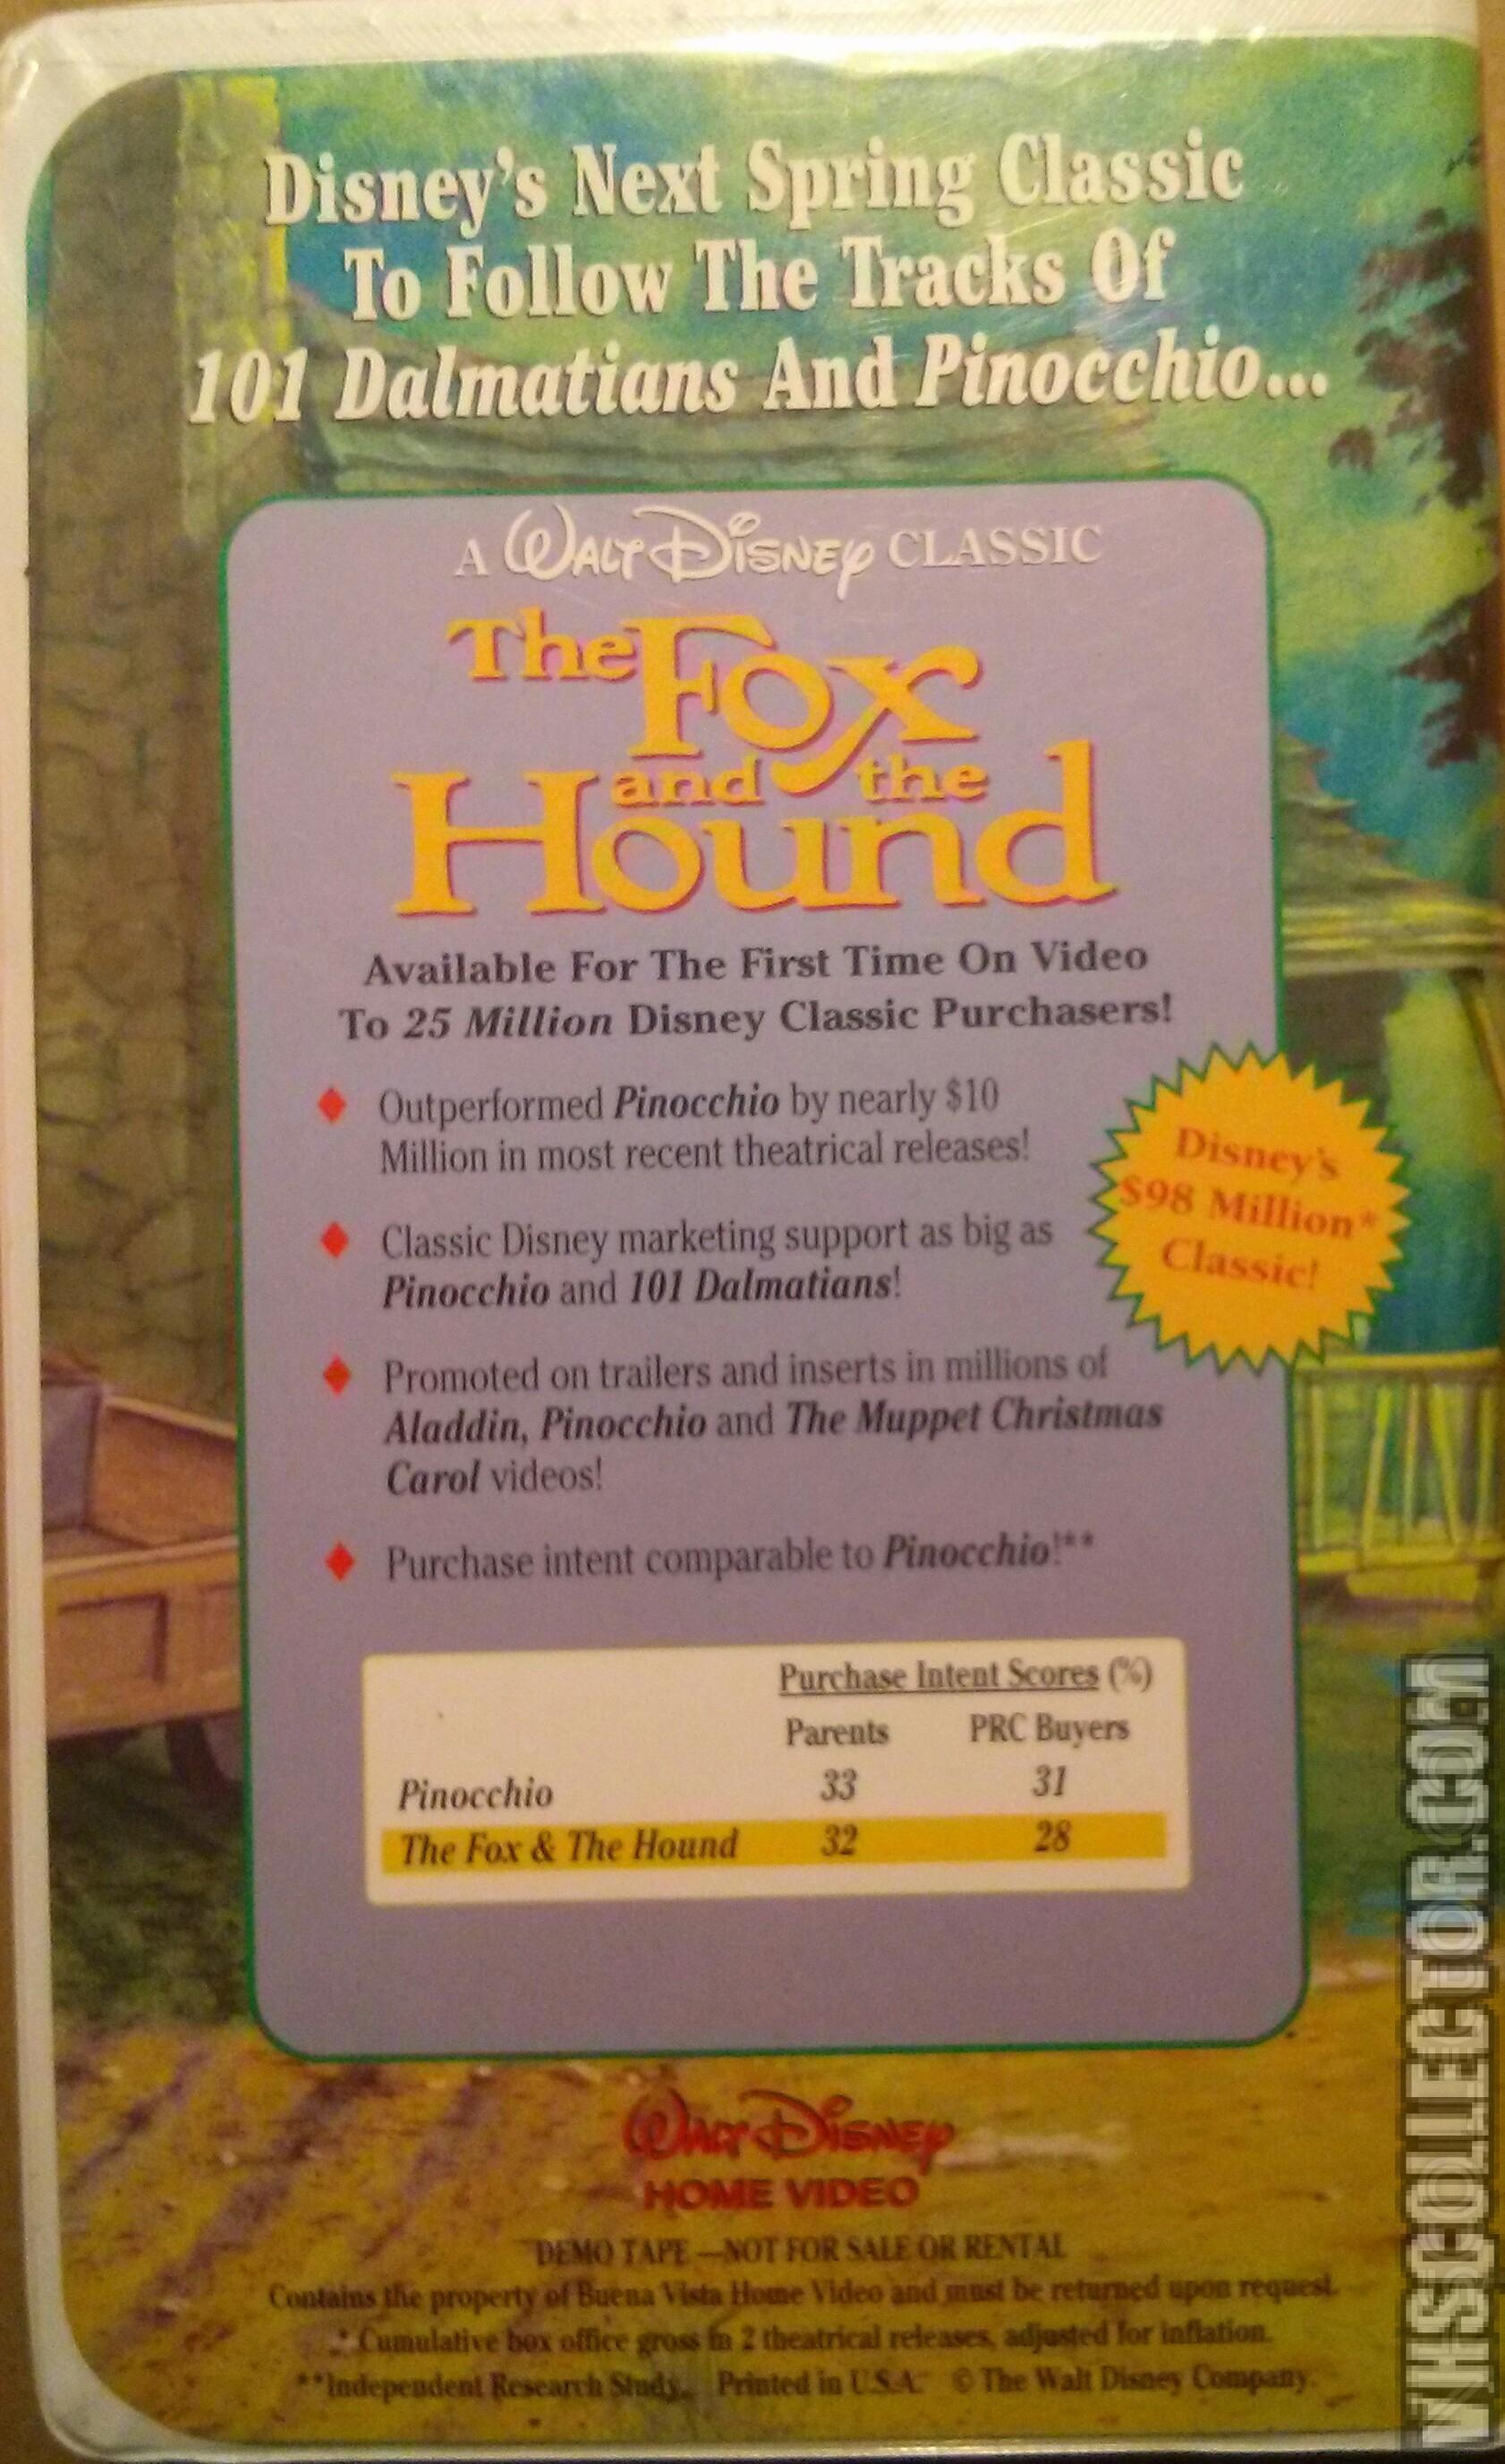 Disney's Next Spring Classic
To Follow The Tracks Of
101 Dalmatians And Pinocchio...
A WALT DISNEY CLASSIC
The Fox
and the
Hound
Available For The First Time On Video
To 25 Million Disney Classic Purchasers!
Outperformed Pinocchio by nearly $10
Million in most recent theatrical releases!
Classic Disney marketing support as big as
Pinocchio and 101 Dalmatians!
Disney's
$98 Million*
Classic!
Promoted on trailers and inserts in millions of
Aladdin, Pinocchio and The Muppet Christmas
Carol videos!
Purchase intent comparable to Pinocchio!**
Purchase Intent Scores (%)
Parents PRC Buyers
Pinocchio 33 31
The Fox & The Hound 32 28
WALT DISNEY
HOME VIDEO
DEMO TAPE —NOT FOR SALE OR RENTAL
Contains the property of Buena Vista Home Video and must be returned upon request.
* Cumulative box office gross in 2 theatrical releases, adjusted for inflation.
**Independent Research Study. Printed in U.S.A. © The Walt Disney Company.
VHSCOLLECTOR.COM